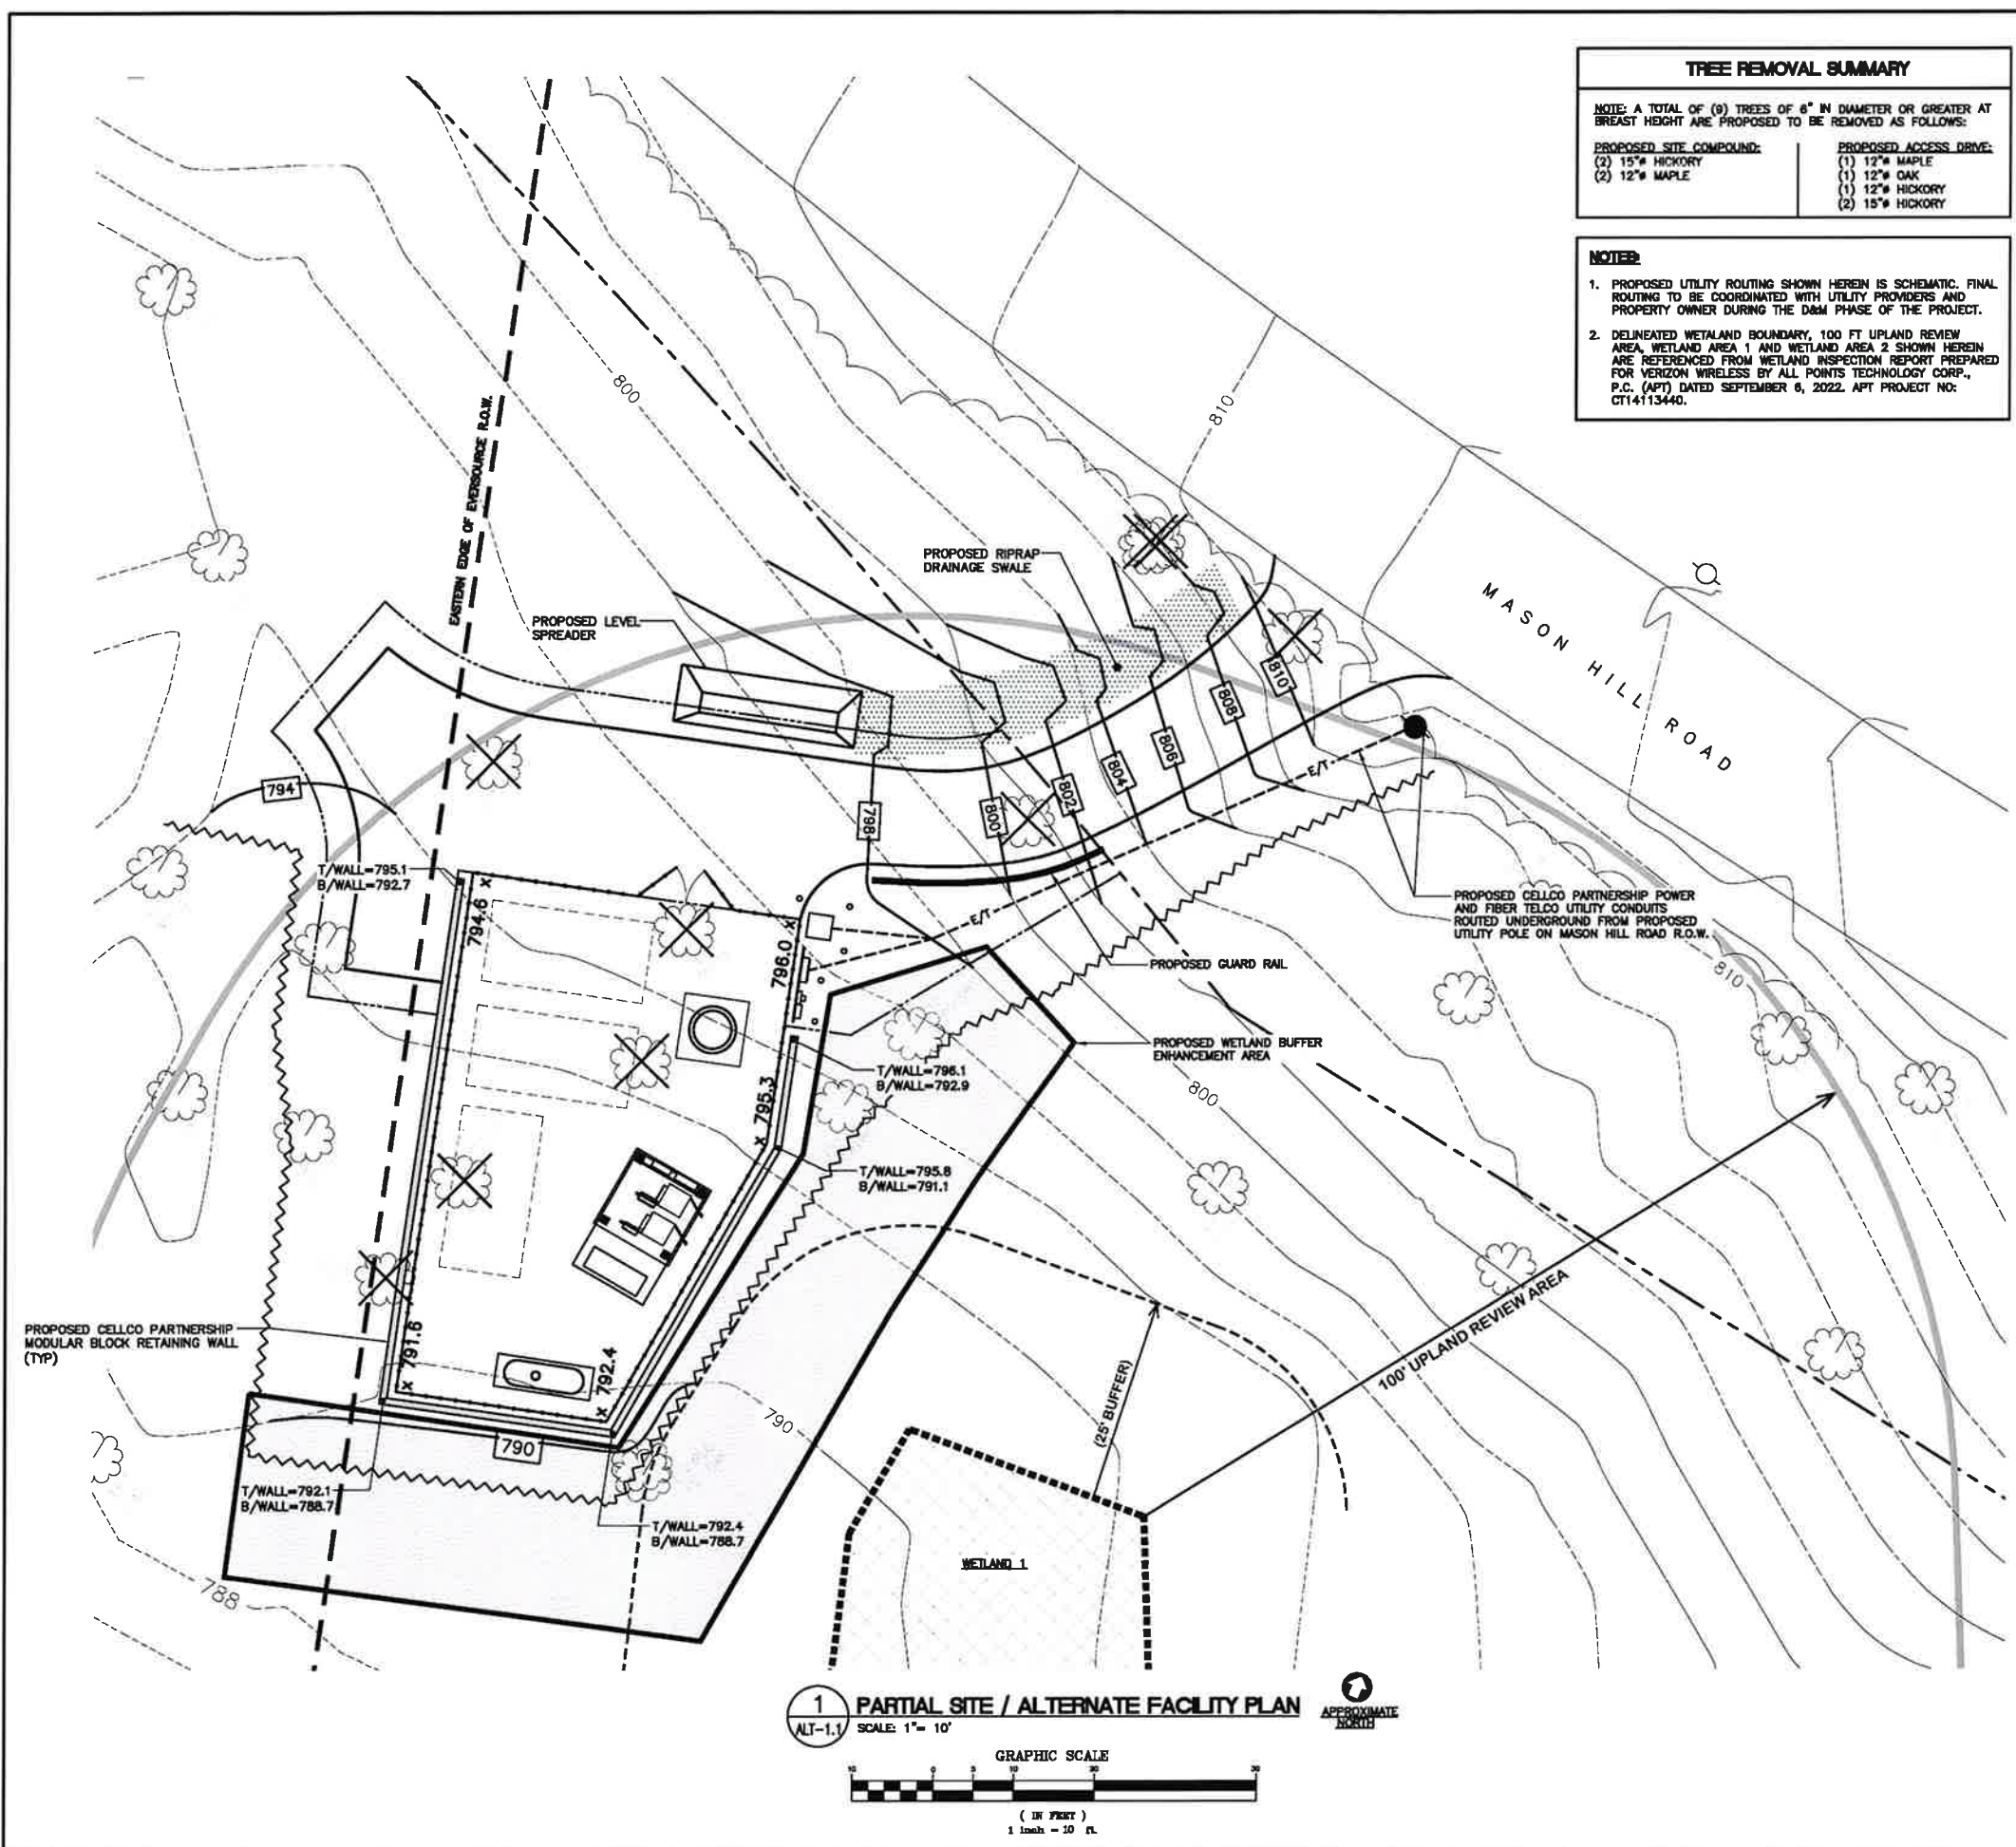 TREE REMOVAL SUMMARY
NOTE: A TOTAL OF (9) TREES OF 6" IN DIAMETER OR GREATER AT
BREAST HEIGHT ARE PROPOSED TO BE REMOVED AS FOLLOWS:
PROPOSED SITE COMPOUND:
(2) 15"ø HICKORY
(2) 12"ø MAPLE
PROPOSED ACCESS DRIVE:
(1) 12"ø MAPLE
(1) 12"ø OAK
(1) 12"ø HICKORY
(2) 15"ø HICKORY
NOTES:
1. PROPOSED UTILITY ROUTING SHOWN HEREIN IS SCHEMATIC. FINAL
ROUTING TO BE COORDINATED WITH UTILITY PROVIDERS AND
PROPERTY OWNER DURING THE D&M PHASE OF THE PROJECT.
2. DELINEATED WETALAND BOUNDARY, 100 FT UPLAND REVIEW
AREA, WETLAND AREA 1 AND WETLAND AREA 2 SHOWN HEREIN
ARE REFERENCED FROM WETLAND INSPECTION REPORT PREPARED
FOR VERIZON WIRELESS BY ALL POINTS TECHNOLOGY CORP.,
P.C. (APT) DATED SEPTEMBER 6, 2022. APT PROJECT NO:
CT14113440.
800
810
EASTERN EDGE OF EVERSOURCE R.O.W.
PROPOSED RIPRAP
DRAINAGE SWALE
MASON HILL ROAD
PROPOSED LEVEL
SPREADER
810
808
806
804
802
800
798
794
E/T
E/T
T/WALL=795.1
B/WALL=792.7
794.6
796.0
PROPOSED CELLCO PARTNERSHIP POWER
AND FIBER TELCO UTILITY CONDUITS
ROUTED UNDERGROUND FROM PROPOSED
UTILITY POLE ON MASON HILL ROAD R.O.W.
PROPOSED GUARD RAIL
810
PROPOSED WETLAND BUFFER
ENHANCEMENT AREA
T/WALL=796.1
B/WALL=792.9
800
795.3
T/WALL=795.8
B/WALL=791.1
100' UPLAND REVIEW AREA
(25' BUFFER)
PROPOSED CELLCO PARTNERSHIP
MODULAR BLOCK RETAINING WALL
(TYP)
791.6
792.4
790
790
T/WALL=792.1
B/WALL=788.7
T/WALL=792.4
B/WALL=788.7
788
WETLAND 1
1
ALT-1.1
PARTIAL SITE / ALTERNATE FACILITY PLAN
SCALE: 1"= 10'
APPROXIMATE
NORTH
GRAPHIC SCALE
10 0 5 10 20 30
( IN FEET )
1 inch = 10 ft.